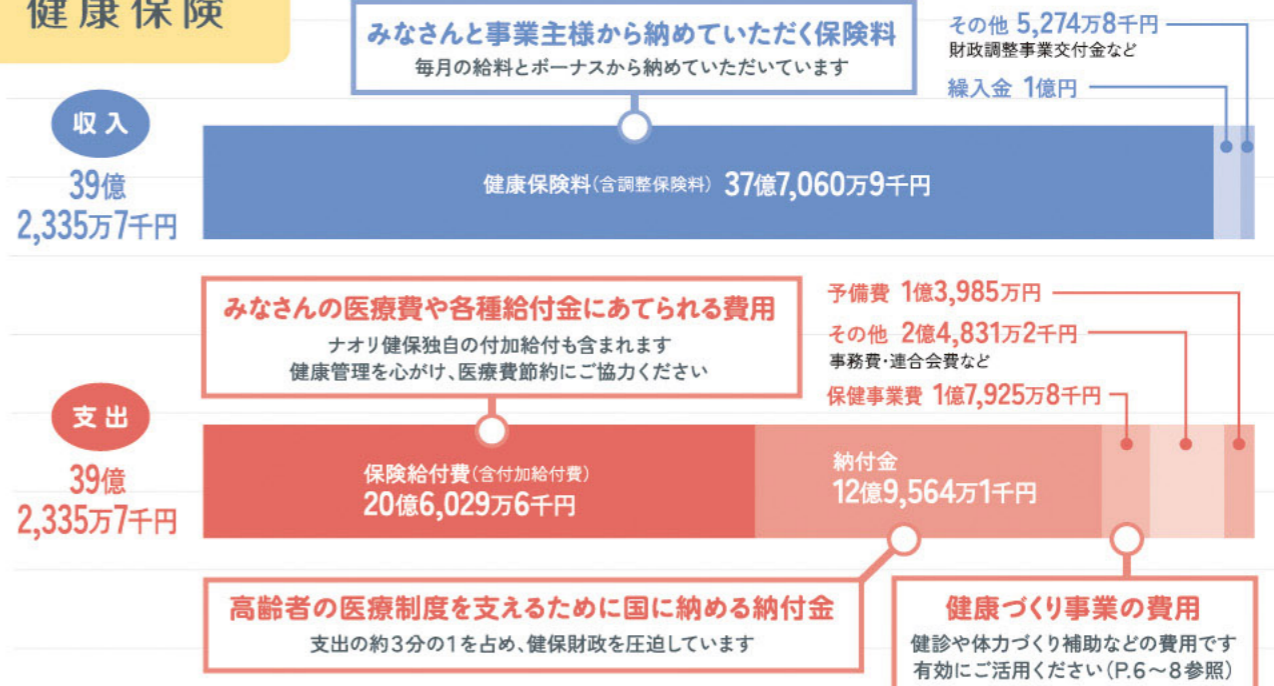 健康保険
みなさんと事業主様から納めていただく保険料
毎月の給料とボーナスから納めていただいています
その他 5,274万8千円
財政調整事業交付金など
繰入金 1億円
収入
39億
2,335万7千円
健康保険料(含調整保険料) 37億7,060万9千円
みなさんの医療費や各種給付金にあてられる費用
ナオリ健保独自の付加給付も含まれます
健康管理を心がけ、医療費節約にご協力ください
予備費 1億3,985万円
その他 2億4,831万2千円
事務費・連合会費など
保健事業費 1億7,925万8千円
支出
39億
2,335万7千円
保険給付費(含付加給付費)
20億6,029万6千円
納付金
12億9,564万1千円
高齢者の医療制度を支えるために国に納める納付金
支出の約3分の1を占め、健保財政を圧迫しています
健康づくり事業の費用
健診や体力づくり補助などの費用です
有効にご活用ください(P.6〜8参照)